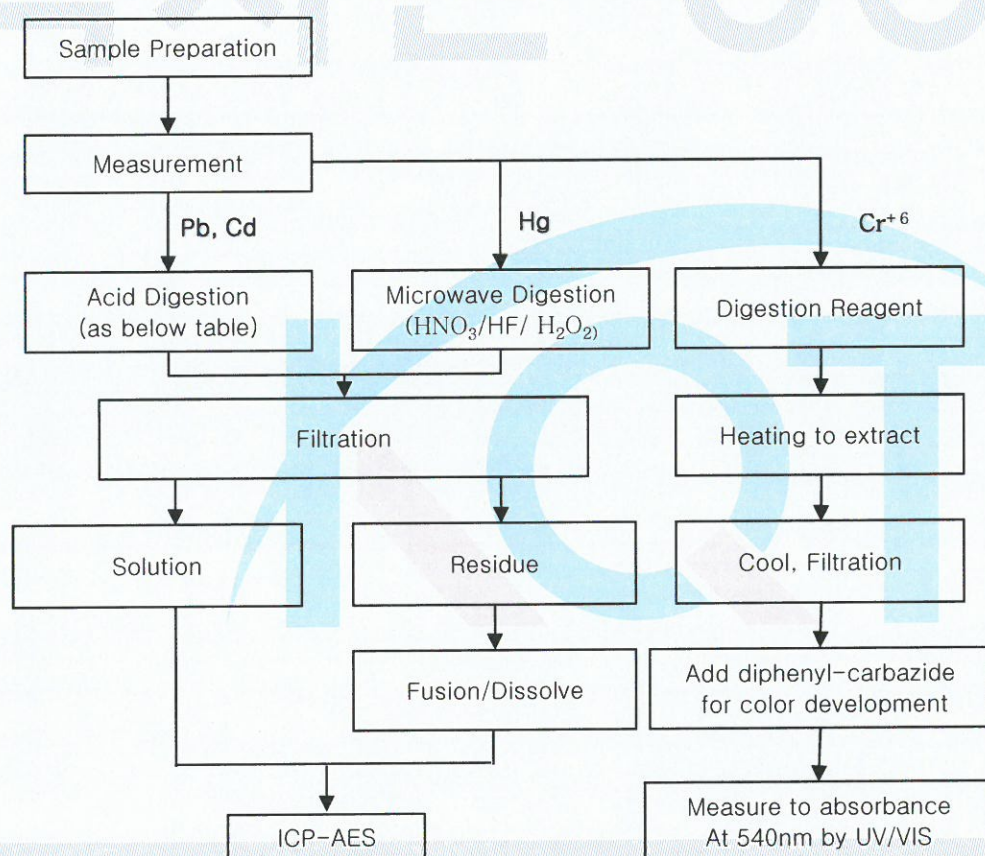 Sample Preparation
Measurement
Pb, Cd
Hg
Cr⁺⁶
Acid Digestion
(as below table)
Microwave Digestion
(HNO₃/HF/ H₂O₂)
Digestion Reagent
Filtration
Heating to extract
Solution
Residue
Cool, Filtration
Fusion/Dissolve
Add diphenyl-carbazide
for color development
ICP-AES
Measure to absorbance
At 540nm by UV/VIS